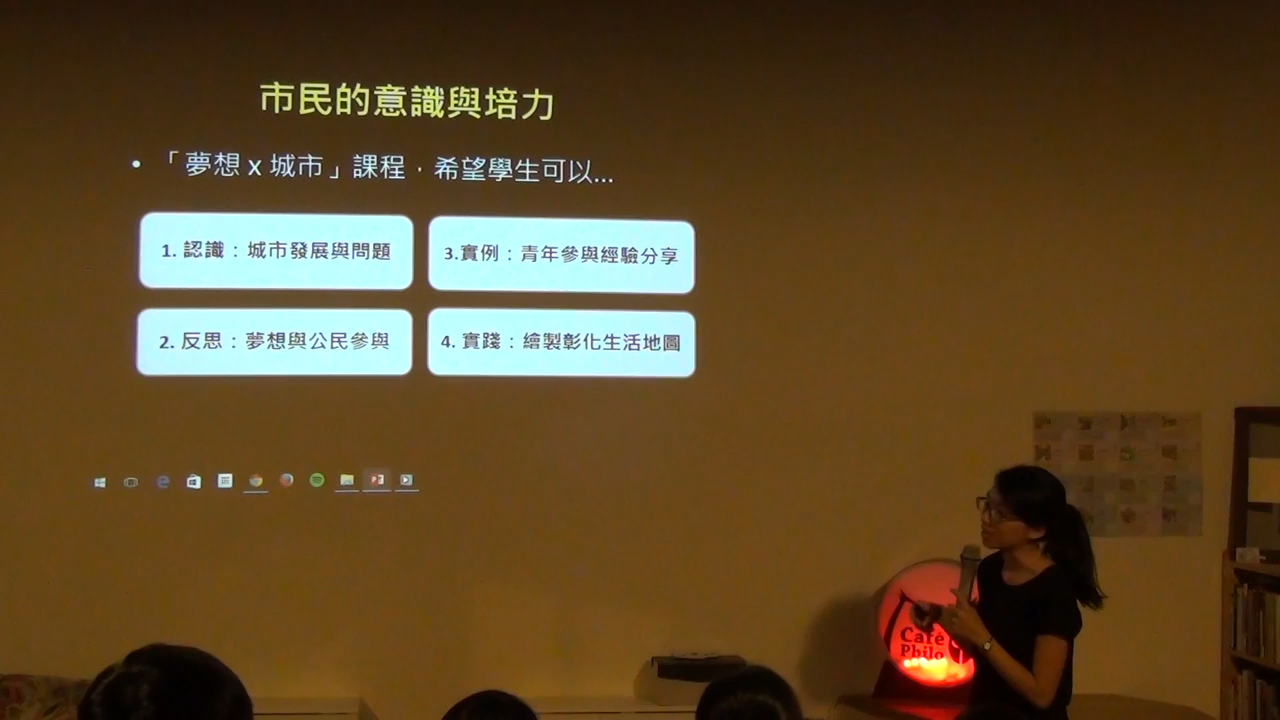 市民的意識與培力
• 「夢想 x 城市」課程，希望學生可以...
1. 認識：城市發展與問題
3.實例：青年參與經驗分享
2. 反思：夢想與公民參與
4. 實踐：繪製彰化生活地圖
Café
Philo